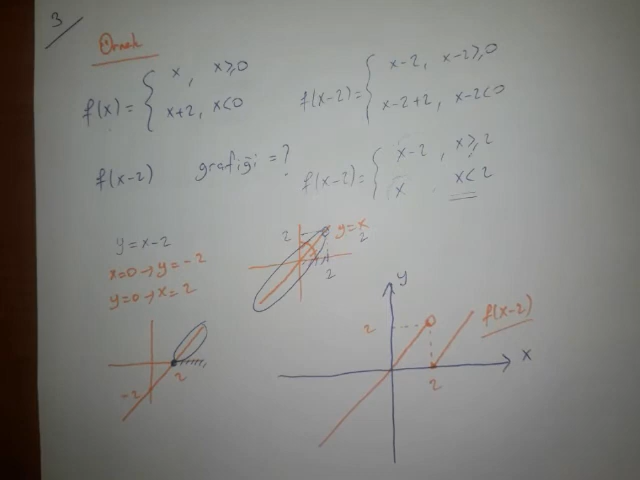 3
Örnek
f(x) = { x, x ≥ 0
x+2, x < 0
f(x-2) = { x-2, x-2 ≥ 0
x-2+2, x-2 < 0
f(x-2) grafiği = ?
f(x-2) = { x-2, x ≥ 2
x, x < 2
y = x-2
x=0 → y = -2
y=0 → x = 2
2
y=x
2
2
2
-2
y
2
f(x-2)
x
2